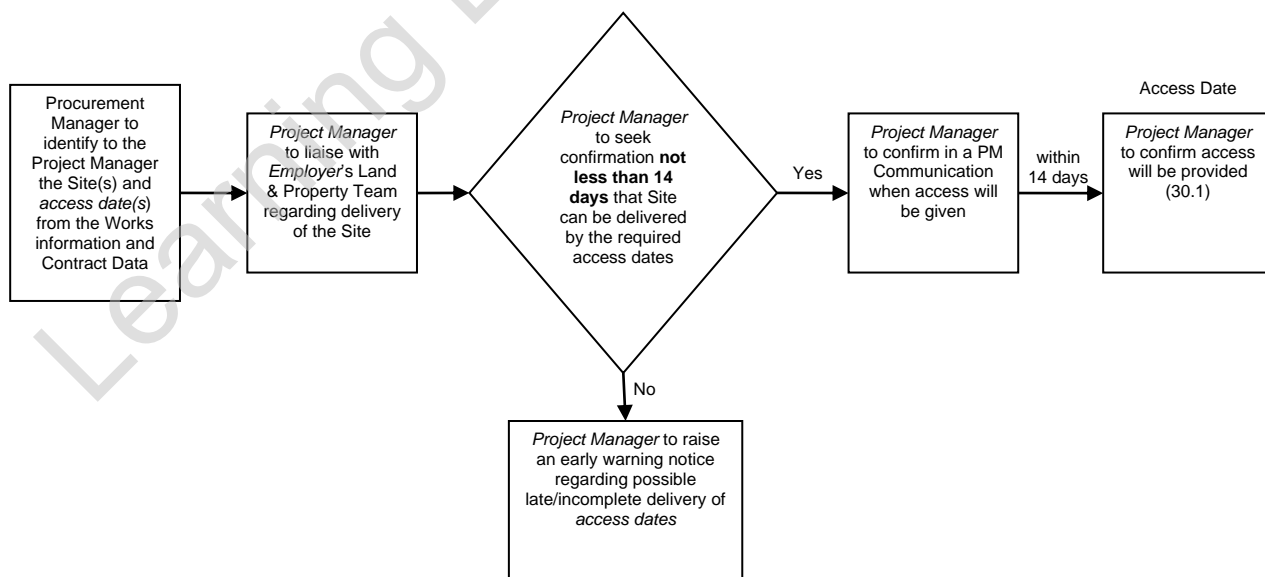 Procurement
Manager to
identify to the
Project Manager
the Site(s) and
access date(s)
from the Works
information and
Contract Data
Project Manager
to liaise with
Employer's Land
& Property Team
regarding delivery
of the Site
Project Manager
to seek
confirmation not
less than 14
days that Site
can be delivered
by the required
access dates
Yes
Project Manager
to confirm in a PM
Communication
when access will
be given
within
14 days
Access Date
Project Manager
to confirm access
will be provided
(30.1)
No
Project Manager to raise
an early warning notice
regarding possible
late/incomplete delivery of
access dates
Learning